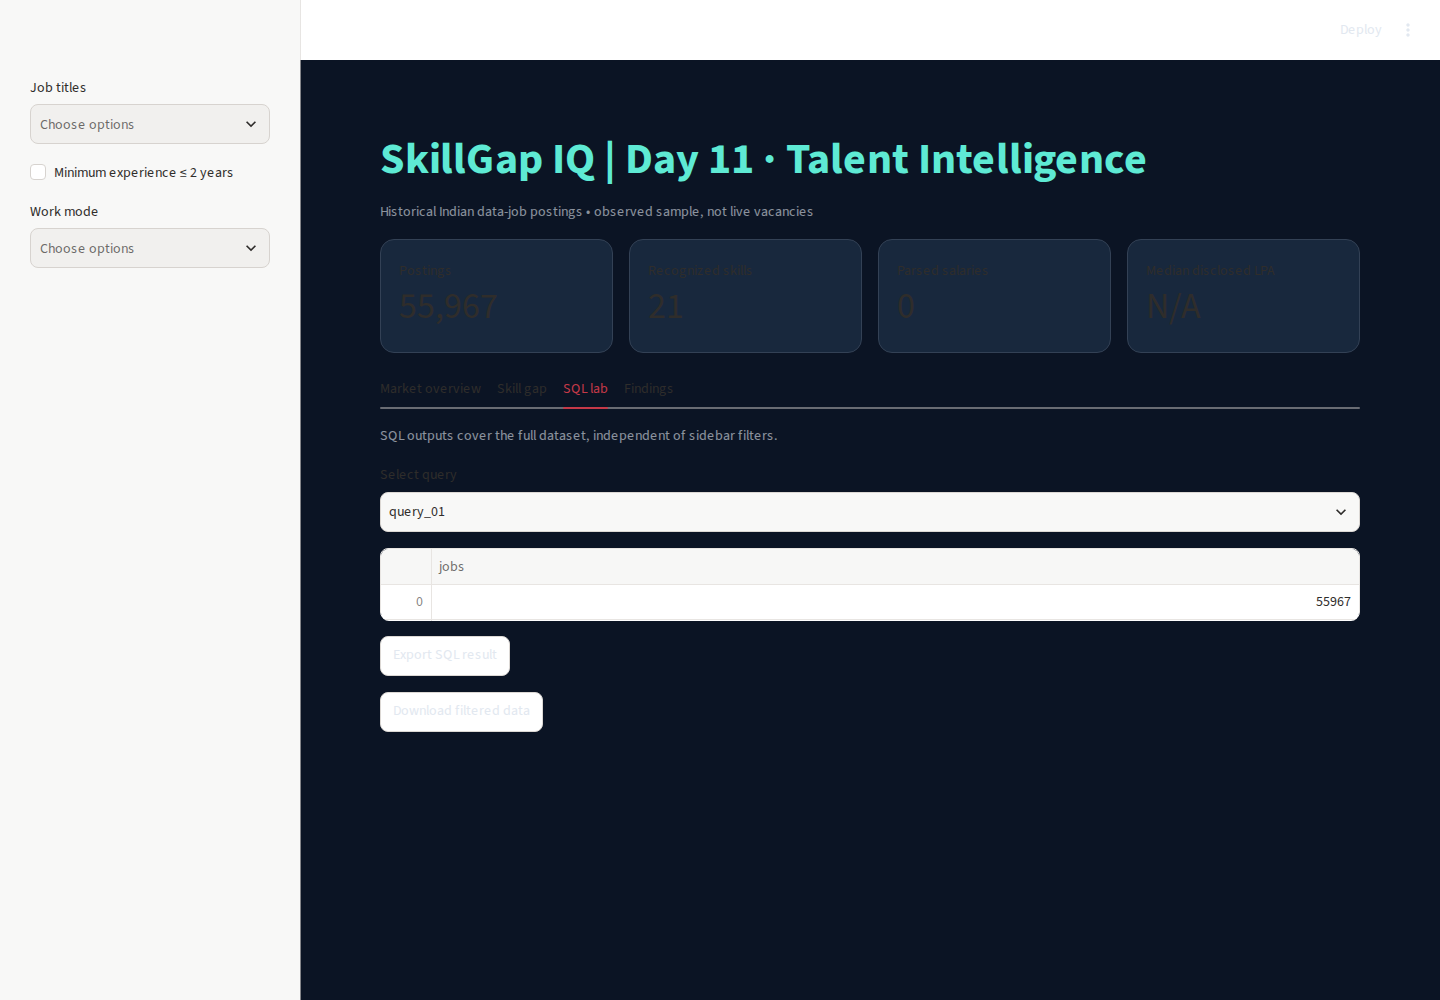 Deploy
Job titles
Choose options
Minimum experience ≤ 2 years
Work mode
Choose options
SkillGap IQ | Day 11 · Talent Intelligence
Historical Indian data-job postings • observed sample, not live vacancies
Postings
55,967
Recognized skills
21
Parsed salaries
0
Median disclosed LPA
N/A
Market overview Skill gap SQL lab Findings
SQL outputs cover the full dataset, independent of sidebar filters.
Select query
query_01
jobs
0 55967
Export SQL result
Download filtered data